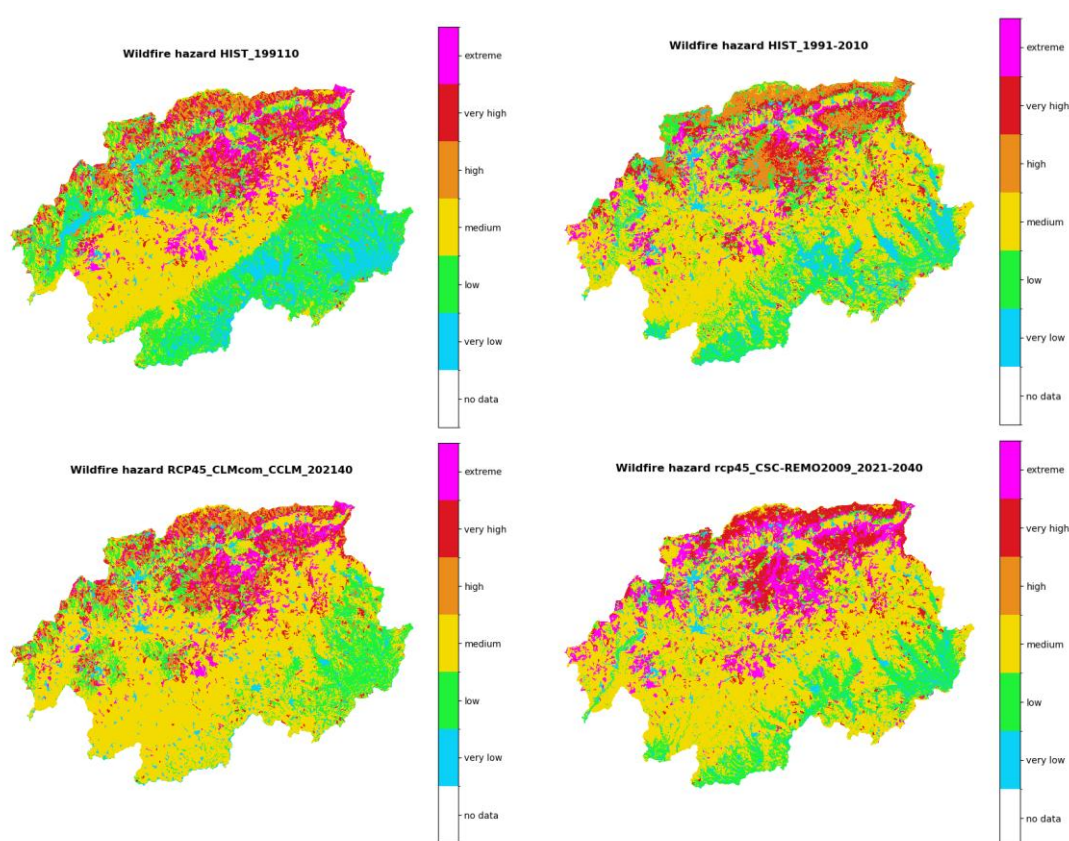 Wildfire hazard HIST_199110
extreme
very high
high
medium
low
very low
no data
Wildfire hazard HIST_1991-2010
extreme
very high
high
medium
low
very low
no data
Wildfire hazard RCP45_CLMcom_CCLM_202140
extreme
very high
high
medium
low
very low
no data
Wildfire hazard rcp45_CSC-REMO2009_2021-2040
extreme
very high
high
medium
low
very low
no data